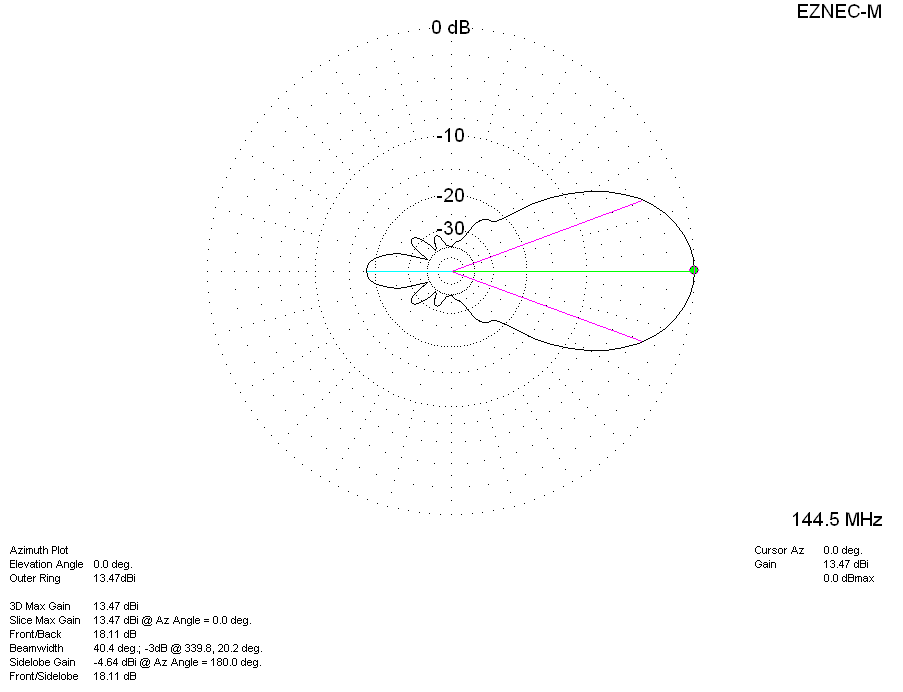 EZNEC-M
0 dB
-10
-20
-30
144.5 MHz
Azimuth Plot
Elevation Angle 0.0 deg.
Outer Ring 13.47dBi
Cursor Az 0.0 deg.
Gain 13.47 dBi
0.0 dBmax
3D Max Gain 13.47 dBi
Slice Max Gain 13.47 dBi @ Az Angle = 0.0 deg.
Front/Back 18.11 dB
Beamwidth 40.4 deg.; -3dB @ 339.8, 20.2 deg.
Sidelobe Gain -4.64 dBi @ Az Angle = 180.0 deg.
Front/Sidelobe 18.11 dB